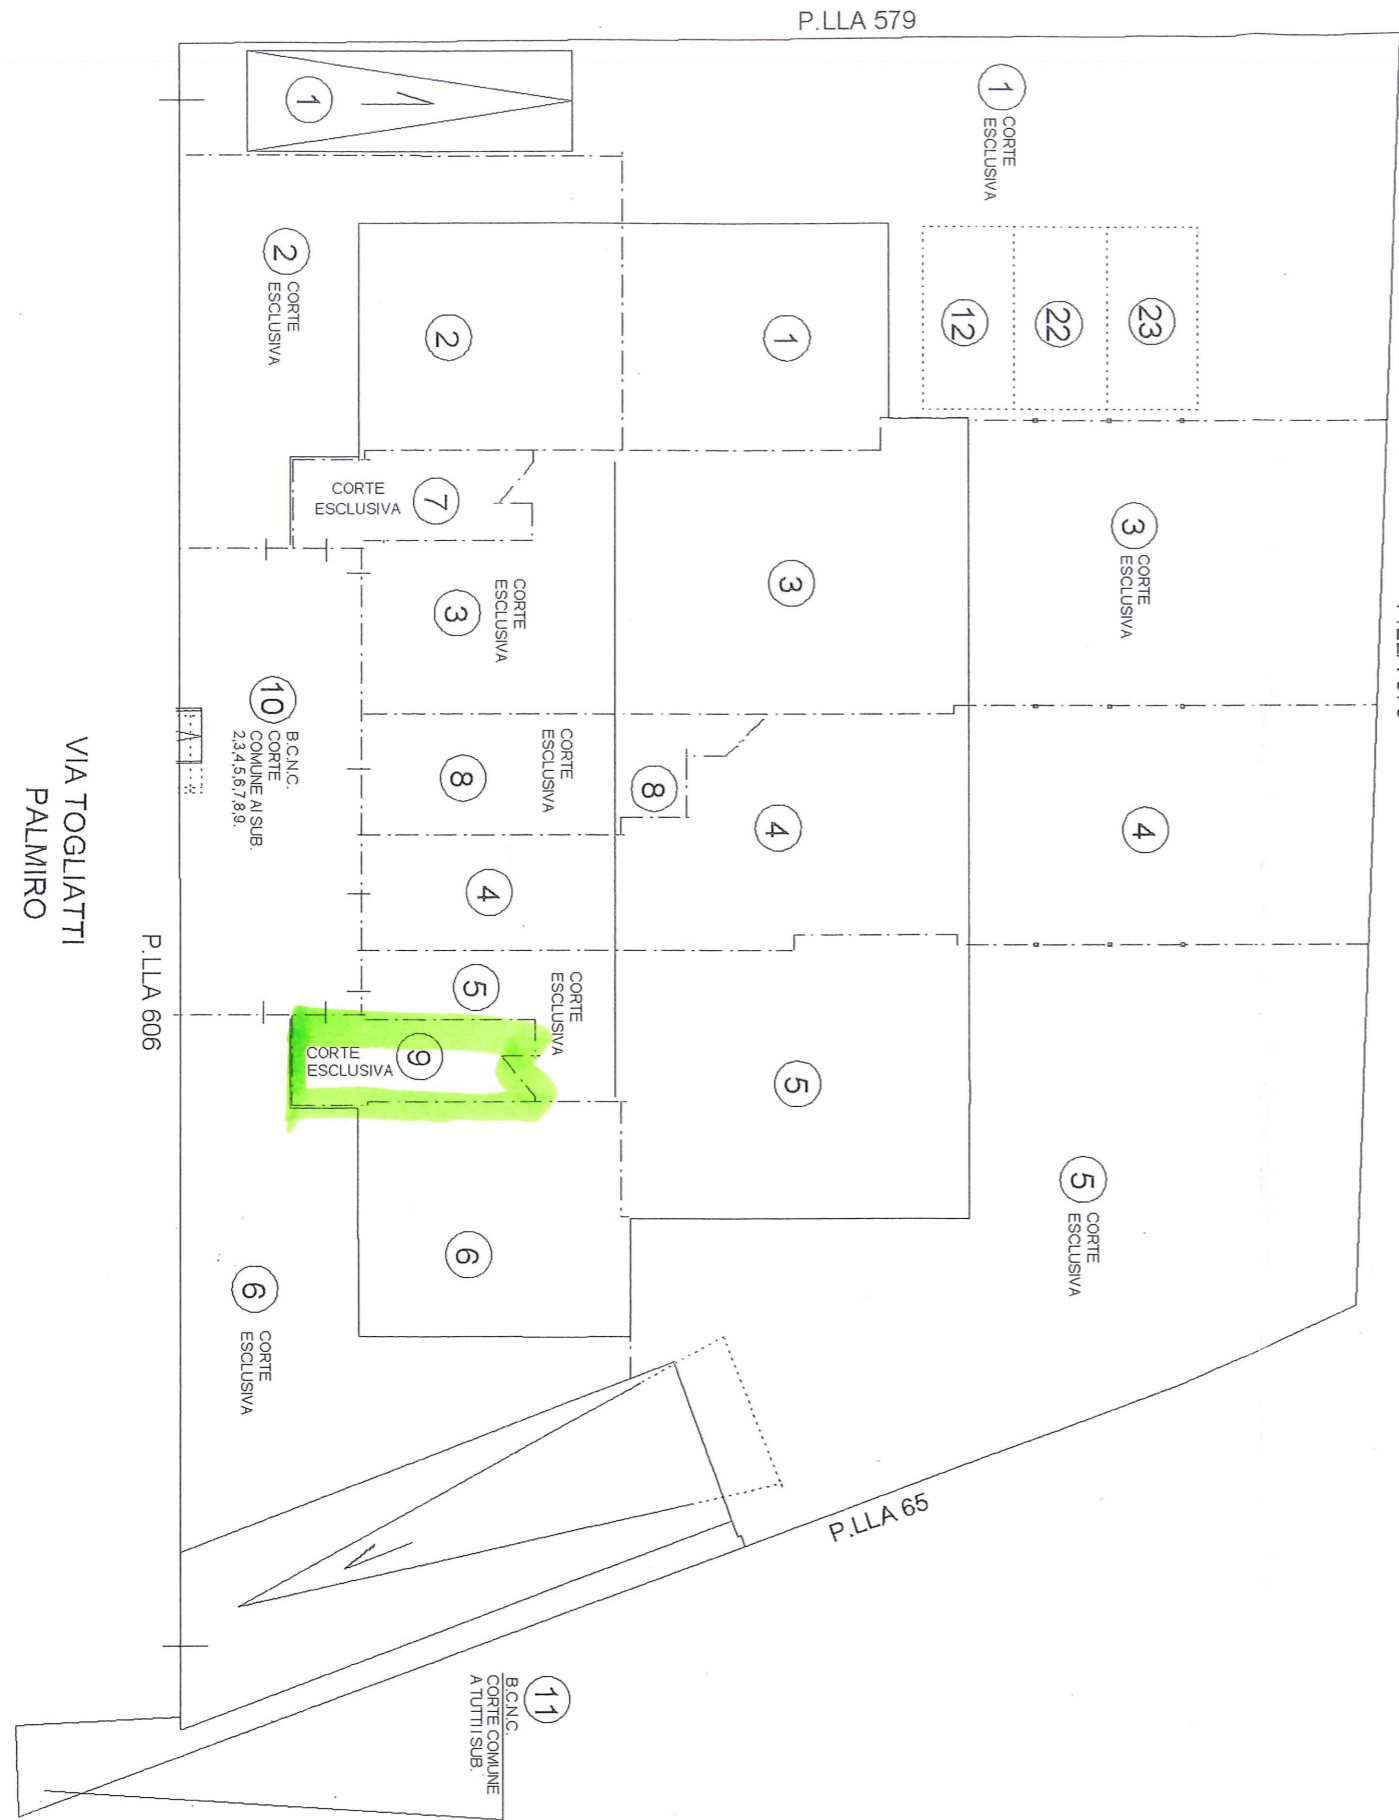 P.LLA 579
1
1
CORTE
ESCLUSIVA
2
CORTE
ESCLUSIVA
2
1
12
22
23
CORTE
ESCLUSIVA
7
3
CORTE
ESCLUSIVA
3
3
CORTE
ESCLUSIVA
10
B.C.N.C.
CORTE
COMUNE AI SUB.
2,3,4,5,6,7,8,9.
8
CORTE
ESCLUSIVA
8
4
4
4
VIA TOGLIATTI
PALMIRO
P.LLA 606
5
CORTE
ESCLUSIVA
CORTE
ESCLUSIVA
9
5
5
CORTE
ESCLUSIVA
6
6
CORTE
ESCLUSIVA
P.LLA 65
11
B.C.N.C.
CORTE COMUNE
A TUTTI I SUB.